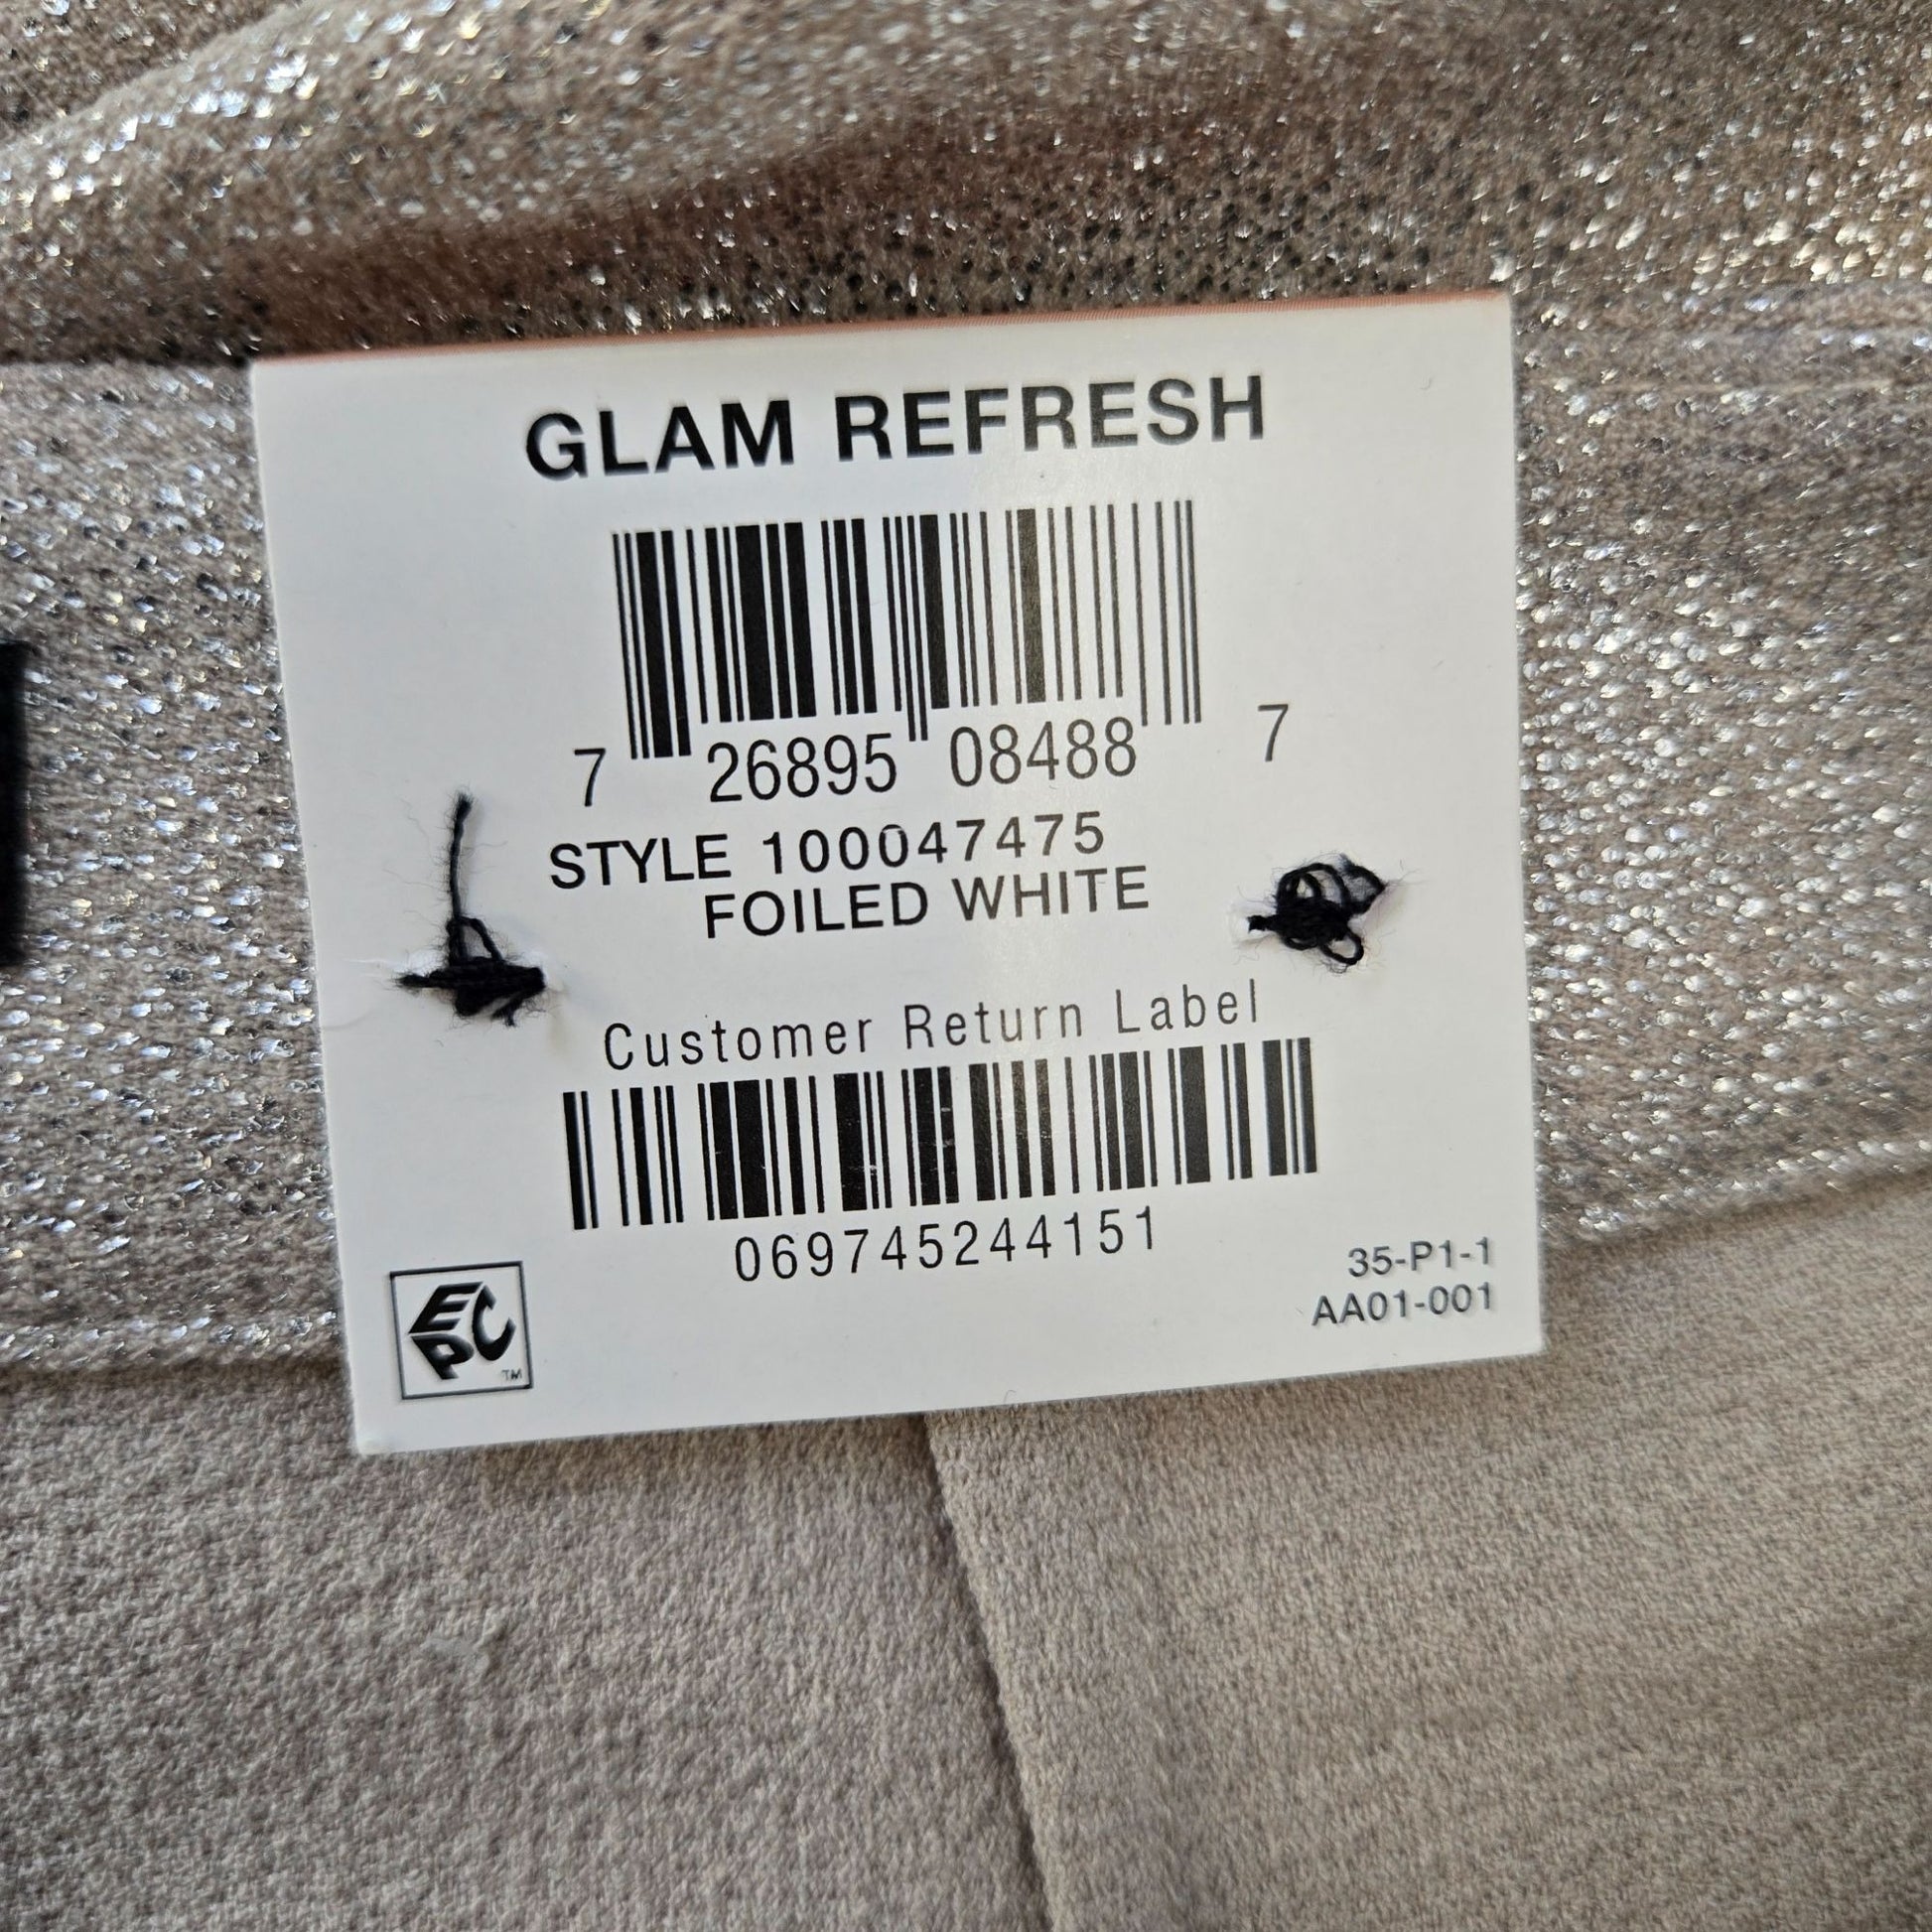 GLAM REFRESH
7 26895 08488 7
STYLE 100047475
FOILED WHITE
Customer Return Label
069745244151
35-P1-1
AA01-001
EPC
TM